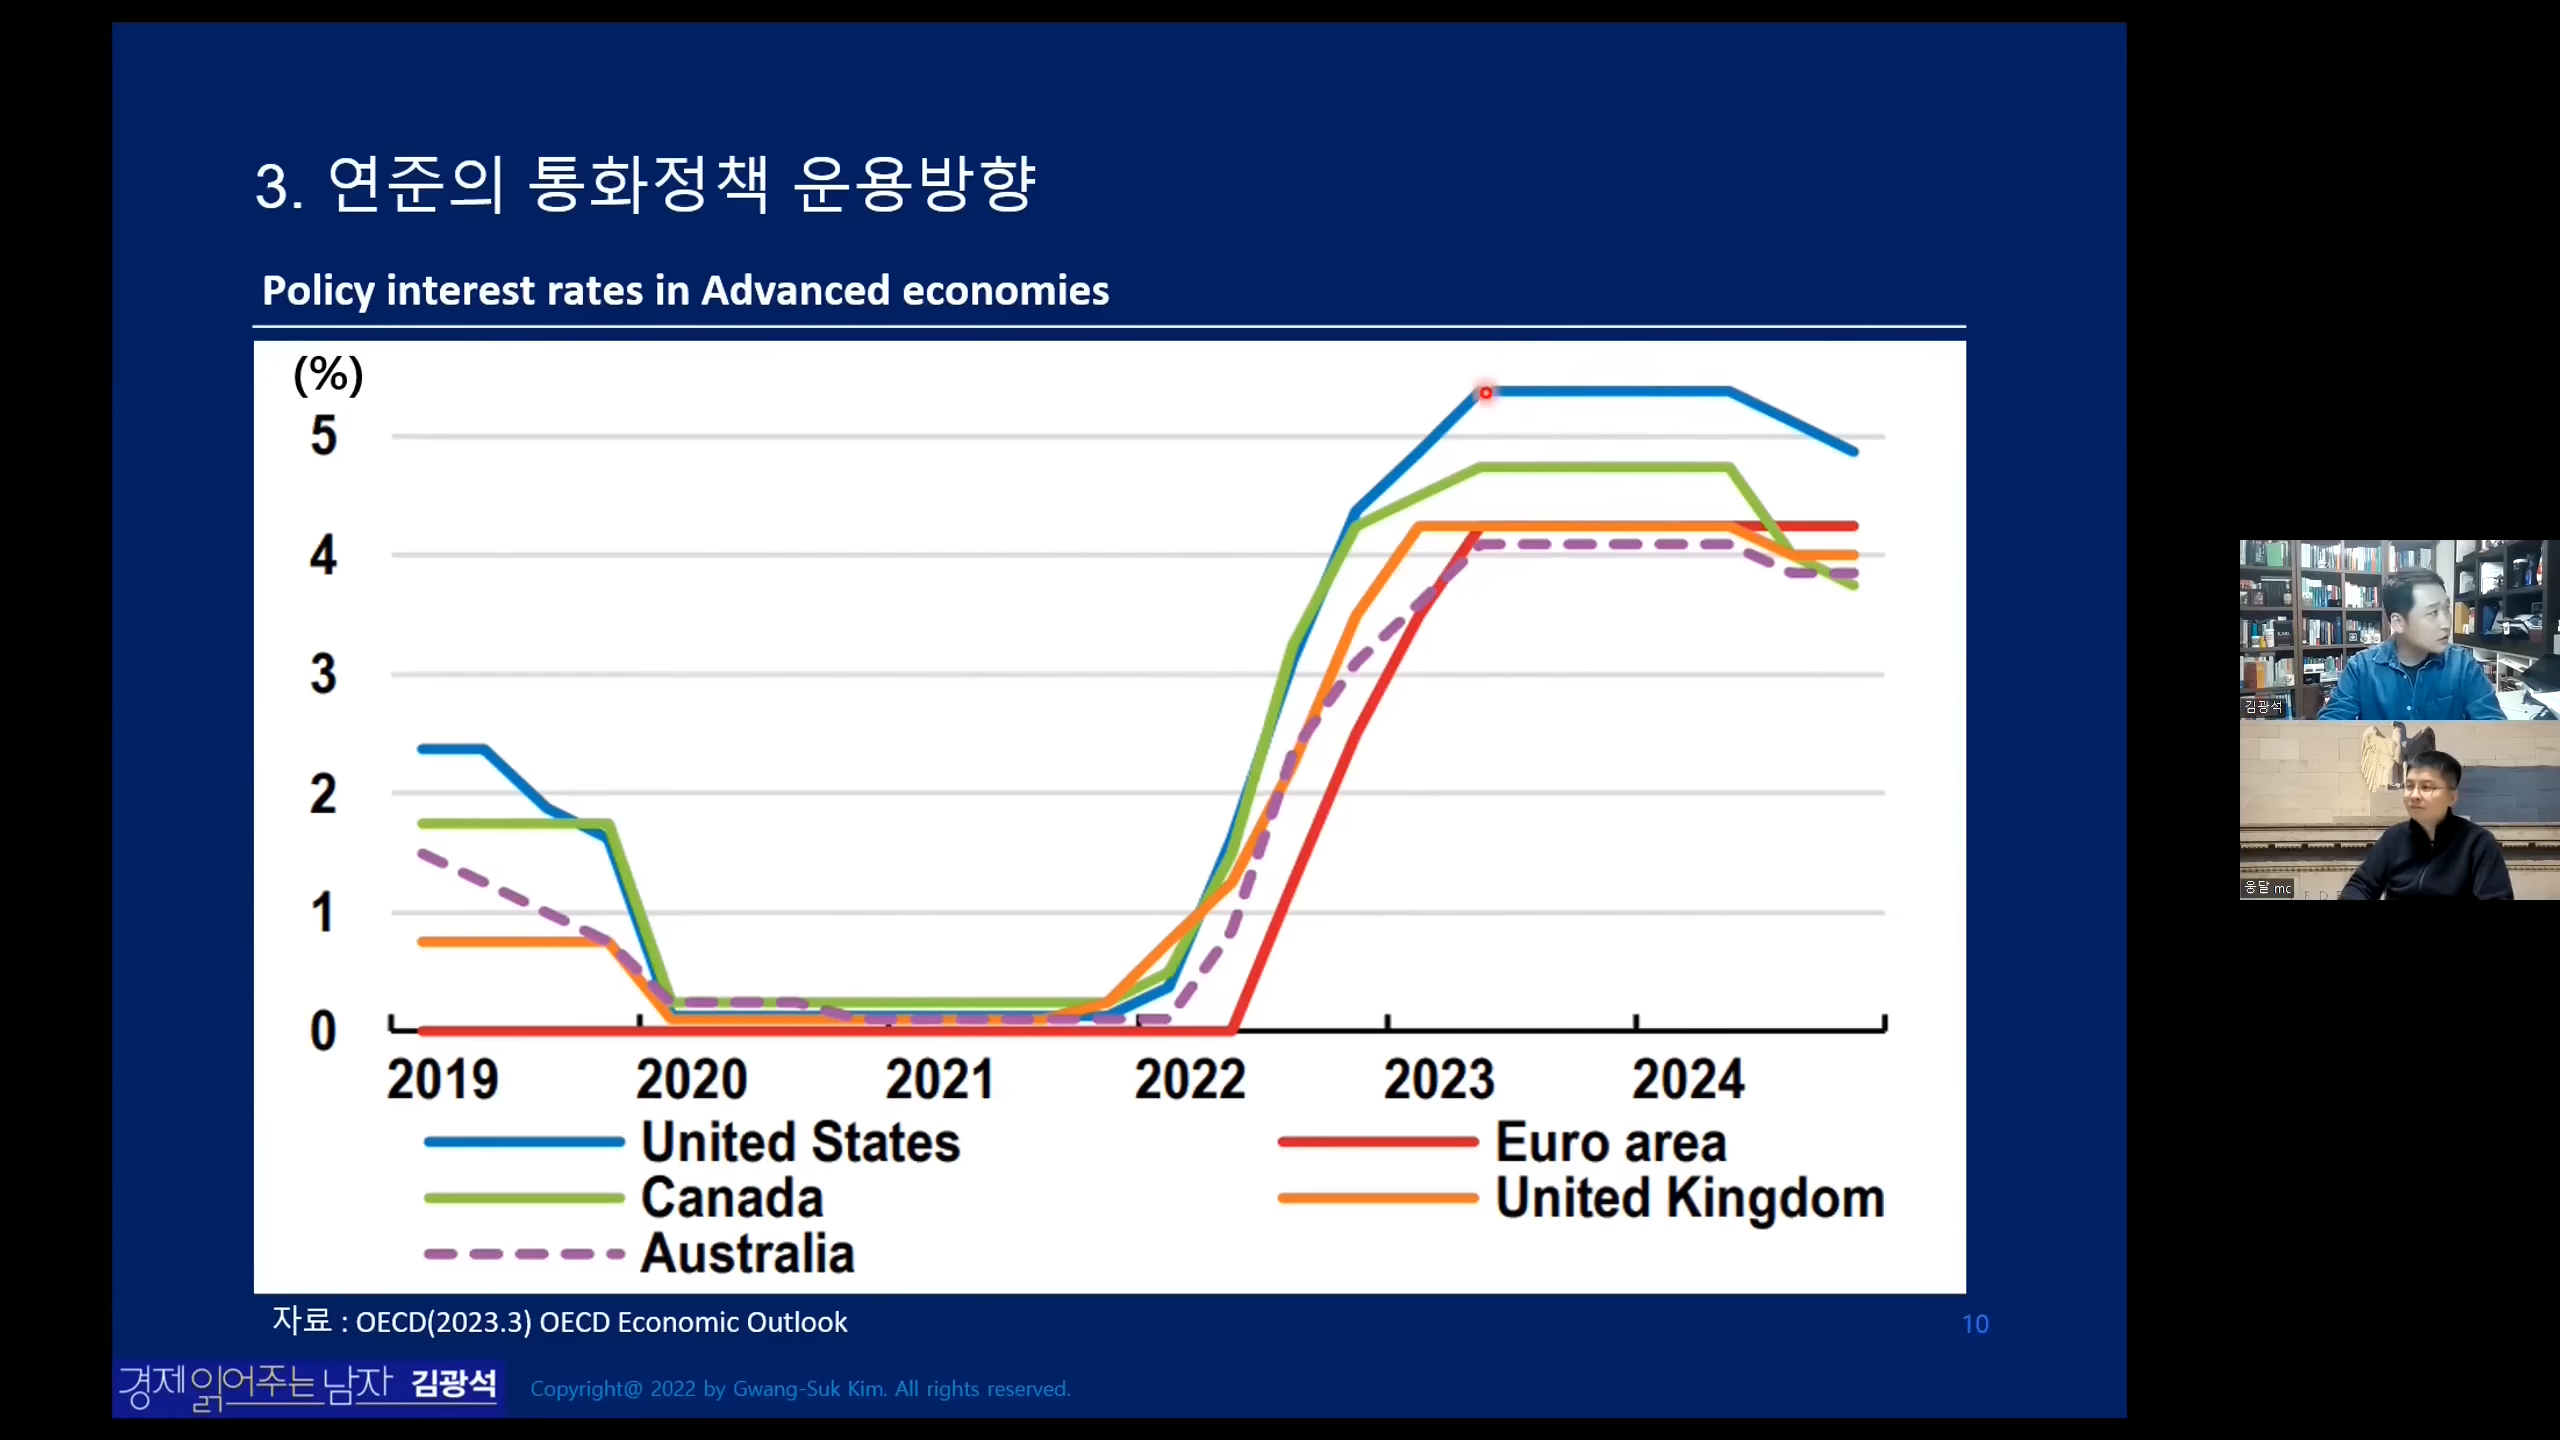 3. 연준의 통화정책 운용방향
Policy interest rates in Advanced economies
(%)
5
4
3
2
1
0
2019 2020 2021 2022 2023 2024
United States Euro area
Canada United Kingdom
Australia
자료 : OECD(2023.3) OECD Economic Outlook
10
경제읽어주는남자 김광석
Copyright@ 2022 by Gwang-Suk Kim. All rights reserved.
김광석
웅달 mc